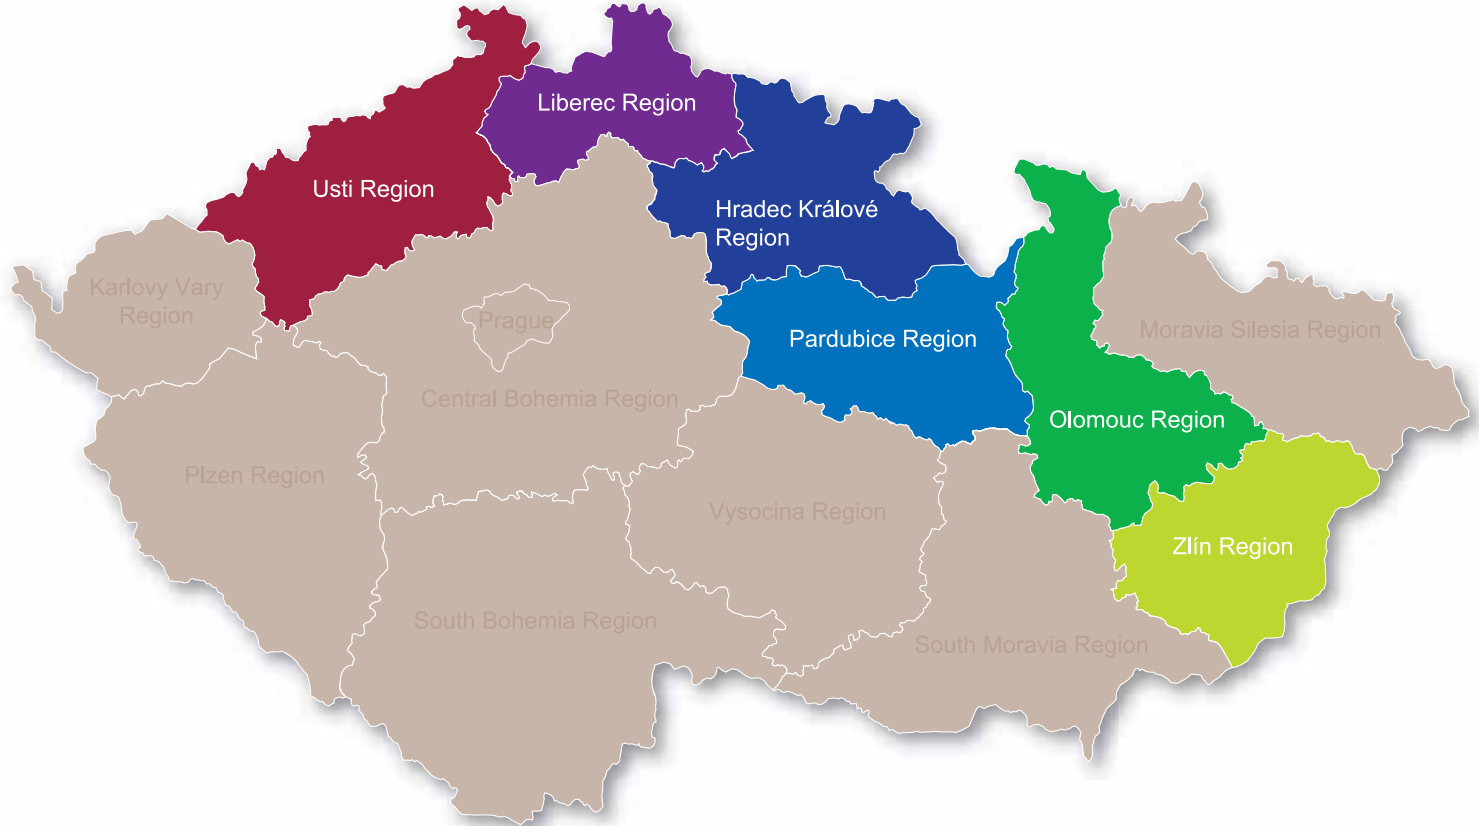 Liberec Region
Usti Region
Hradec Králové
Region
Karlovy Vary
Region
Prague
Moravia Silesia Region
Pardubice Region
Central Bohemia Region
Olomouc Region
Plzen Region
Vysocina Region
Zlín Region
South Bohemia Region
South Moravia Region